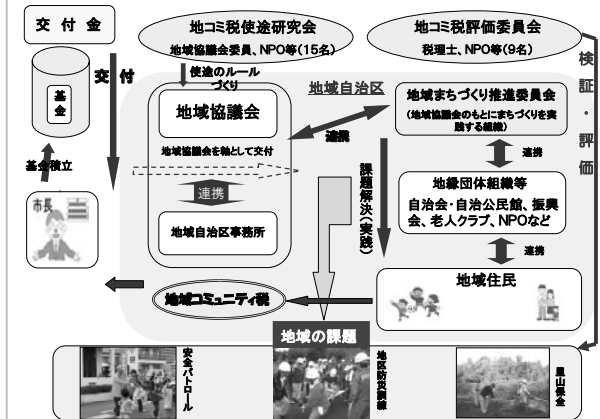 交付金
地コミ税使途研究会
地域協議会委員、NPO等(15名)
地コミ税評価委員会
税理士、NPO等(9名)
交付
使途のルール
づくり
検証・評価
基金
地域協議会
地域自治区
地域まちづくり推進委員会
(地域協議会のもとにまちづくりを実
践する組織)
連携
地域協議会を軸として交付
連携
基金積立
課題解決(実践)
市長
連携
地縁団体組織等
自治会・自治公民館、振興
会、老人クラブ、NPOなど
地域自治区事務所
連携
地域住民
地域コミュニティ税
地域の課題
安全パトロール
地区防災訓練
里山保全